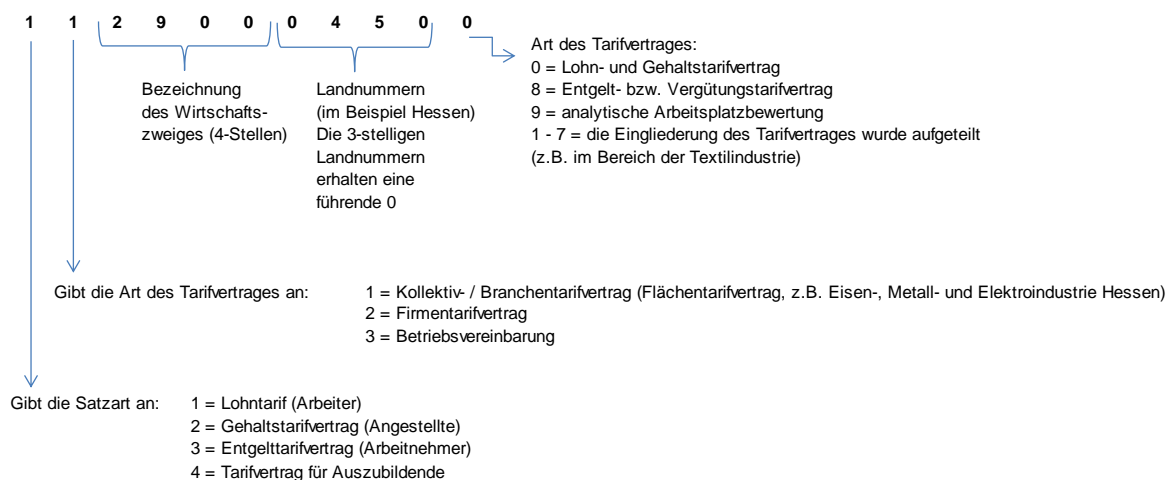 1 1 2 9 0 0 0 4 5 0 0
Bezeichnung
des Wirtschafts-
zweiges (4-Stellen)
Landnummern
(im Beispiel Hessen)
Die 3-stelligen
Landnummern
erhalten eine
führende 0
Art des Tarifvertrages:
0 = Lohn- und Gehaltstarifvertrag
8 = Entgelt- bzw. Vergütungstarifvertrag
9 = analytische Arbeitsplatzbewertung
1 - 7 = die Eingliederung des Tarifvertrages wurde aufgeteilt
(z.B. im Bereich der Textilindustrie)
Gibt die Art des Tarifvertrages an: 1 = Kollektiv- / Branchentarifvertrag (Flächentarifvertrag, z.B. Eisen-, Metall- und Elektroindustrie Hessen)
2 = Firmentarifvertrag
3 = Betriebsvereinbarung
Gibt die Satzart an: 1 = Lohntarif (Arbeiter)
2 = Gehaltstarifvertrag (Angestellte)
3 = Entgelttarifvertrag (Arbeitnehmer)
4 = Tarifvertrag für Auszubildende